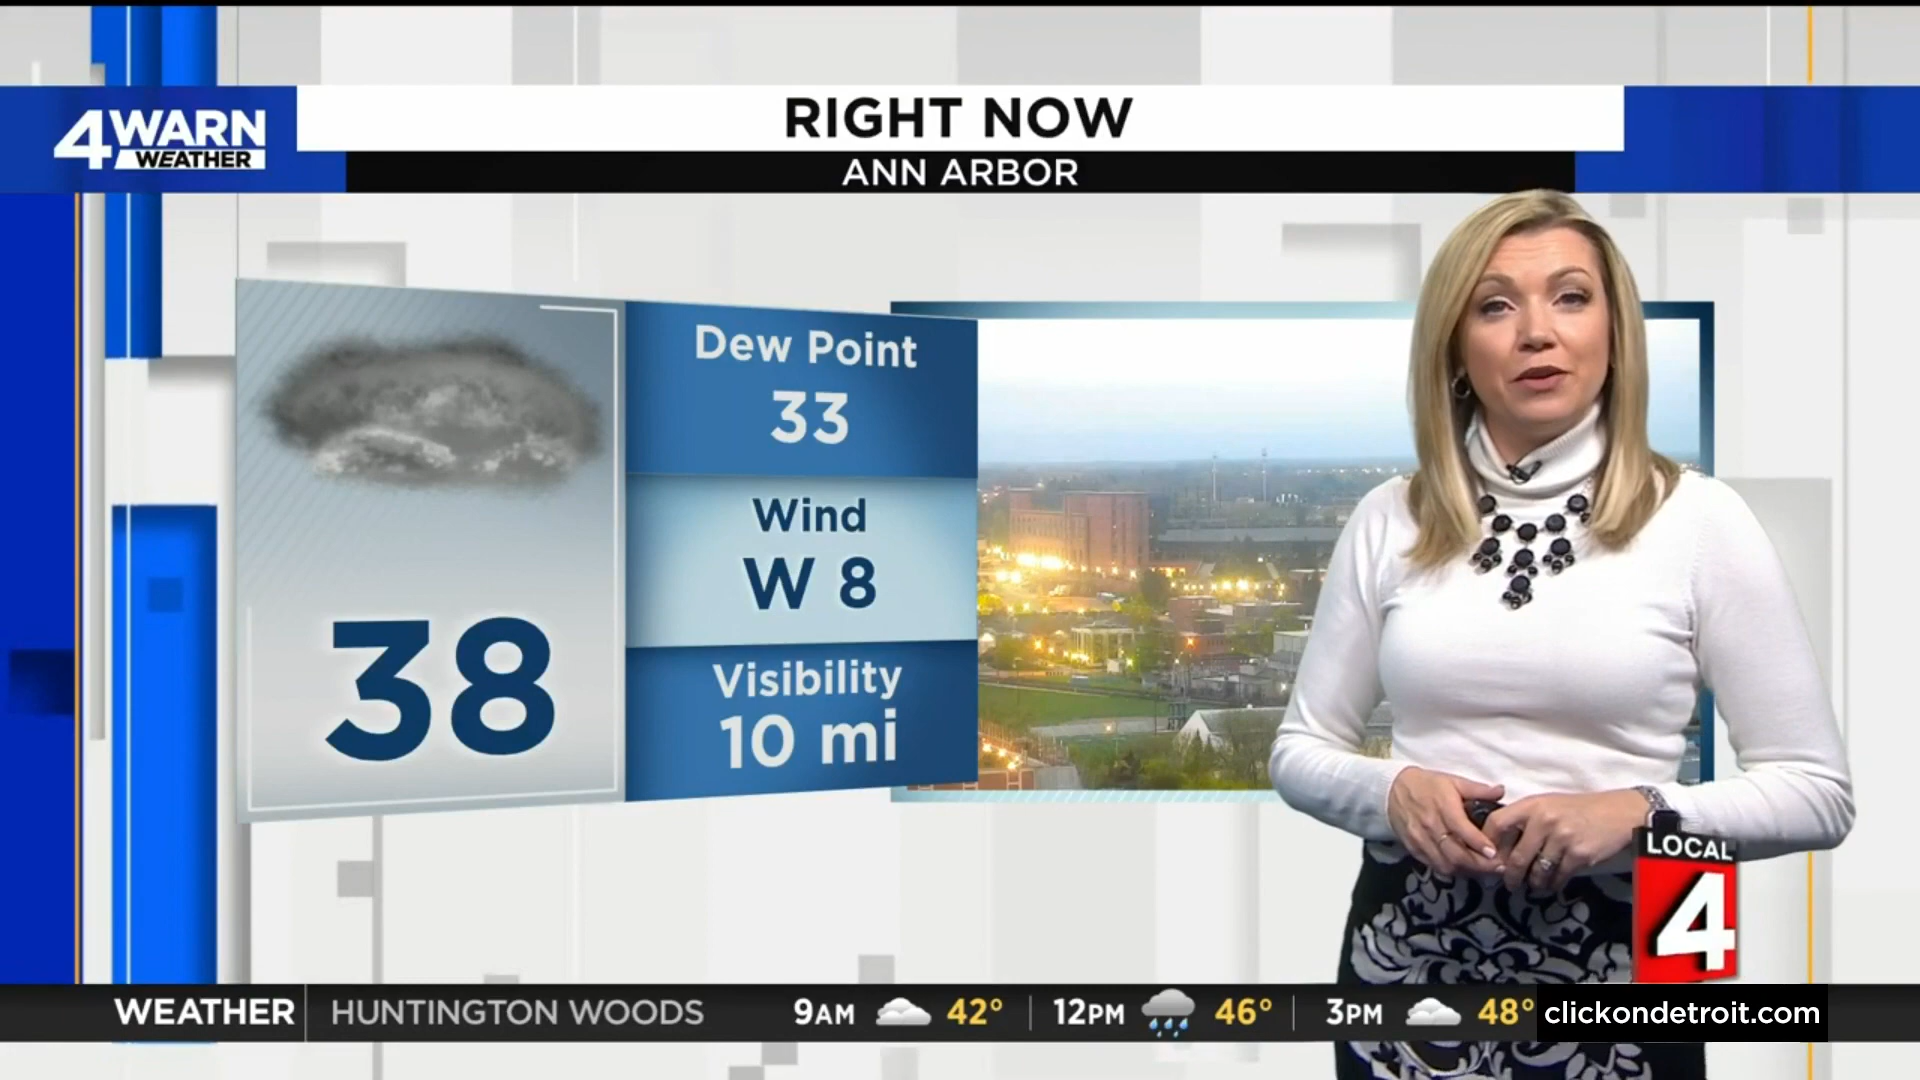 4WARN
WEATHER
RIGHT NOW
ANN ARBOR
Dew Point
33
Wind
W 8
Visibility
10 mi
38
LOCAL
4
WEATHER HUNTINGTON WOODS 9AM 42° 12PM 46° 3PM 48° clickondetroit.com